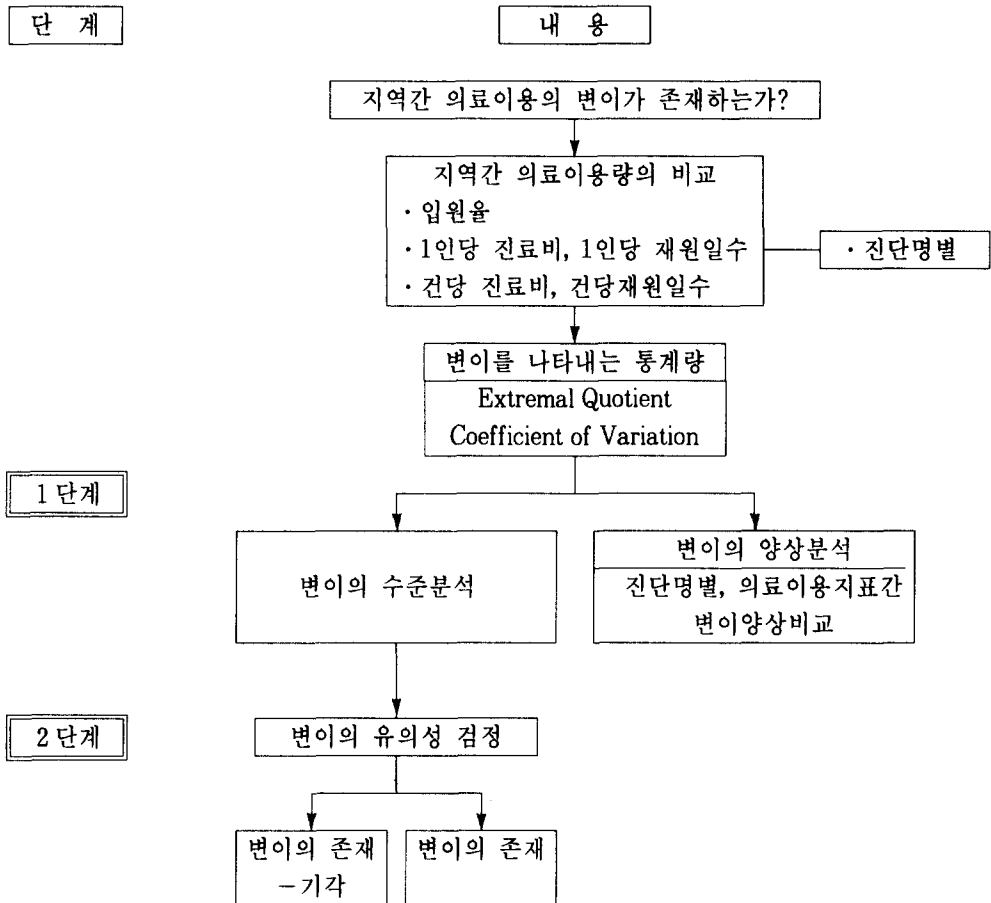 단 계
내 용
지역간 의료이용의 변이가 존재하는가?
지역간 의료이용량의 비교
· 입원율
· 1인당 진료비, 1인당 재원일수
· 건당 진료비, 건당재원일수
· 진단명별
변이를 나타내는 통계량
Extremal Quotient
Coefficient of Variation
1단계
변이의 수준분석
변이의 양상분석
진단명별, 의료이용지표간
변이양상비교
2단계
변이의 유의성 검정
변이의 존재
-기각
변이의 존재